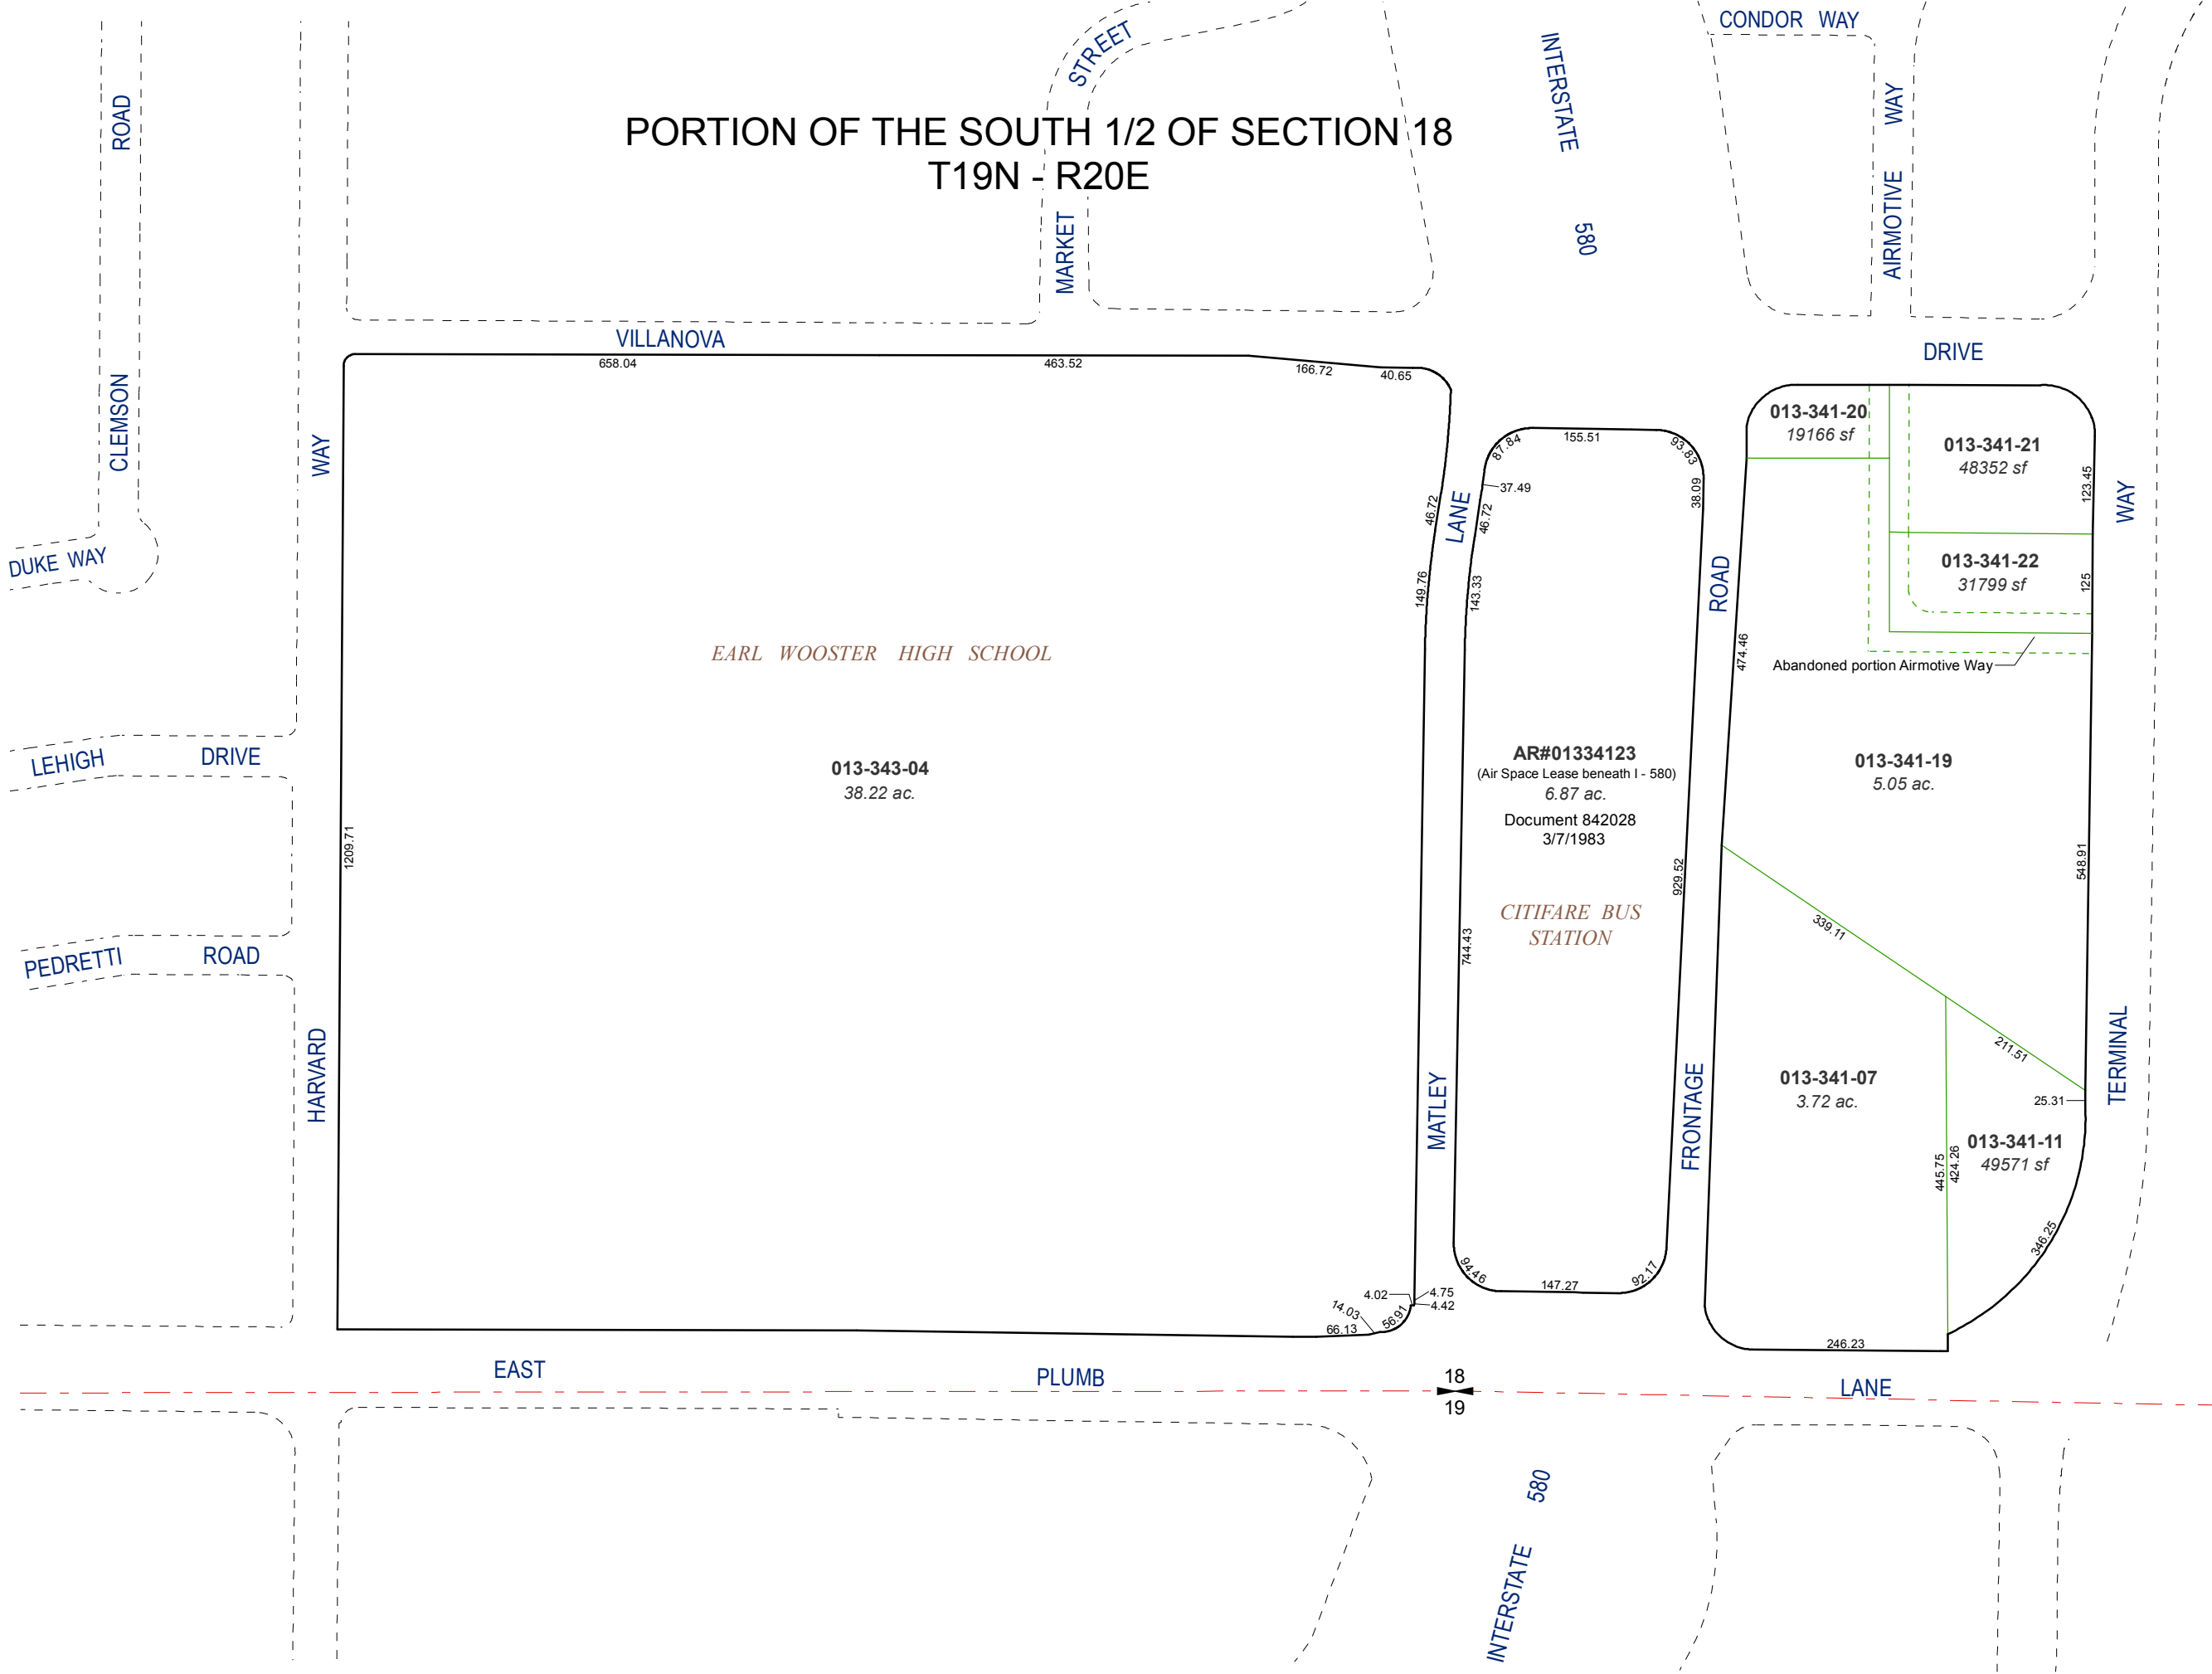 CONDOR WAY
STREET
INTERSTATE 580
ROAD
WAY
PORTION OF THE SOUTH 1/2 OF SECTION 18
T19N - R20E
MARKET
AIRMOTIVE
VILLANOVA
DRIVE
658.04
463.52
166.72
40.65
CLEMSON
WAY
87.84
155.51
93.83
37.49
38.09
46.72
LANE
46.72
013-341-20
19166 sf
013-341-21
48352 sf
123.45
WAY
DUKE WAY
149.76
143.33
ROAD
013-341-22
31799 sf
125
474.46
Abandoned portion Airmotive Way
EARL WOOSTER HIGH SCHOOL
LEHIGH DRIVE
013-343-04
38.22 ac.
AR#01334123
(Air Space Lease beneath I - 580)
6.87 ac.
Document 842028
3/7/1983
013-341-19
5.05 ac.
1209.71
929.52
548.91
CITIFARE BUS
STATION
744.43
339.11
PEDRETTI ROAD
211.51
HARVARD
MATLEY
FRONTAGE
TERMINAL
013-341-07
3.72 ac.
25.31
013-341-11
49571 sf
445.75
424.26
346.25
94.46
147.27
92.17
4.02
4.75
4.42
14.03
56.91
66.13
246.23
EAST PLUMB LANE
18
19
580
INTERSTATE